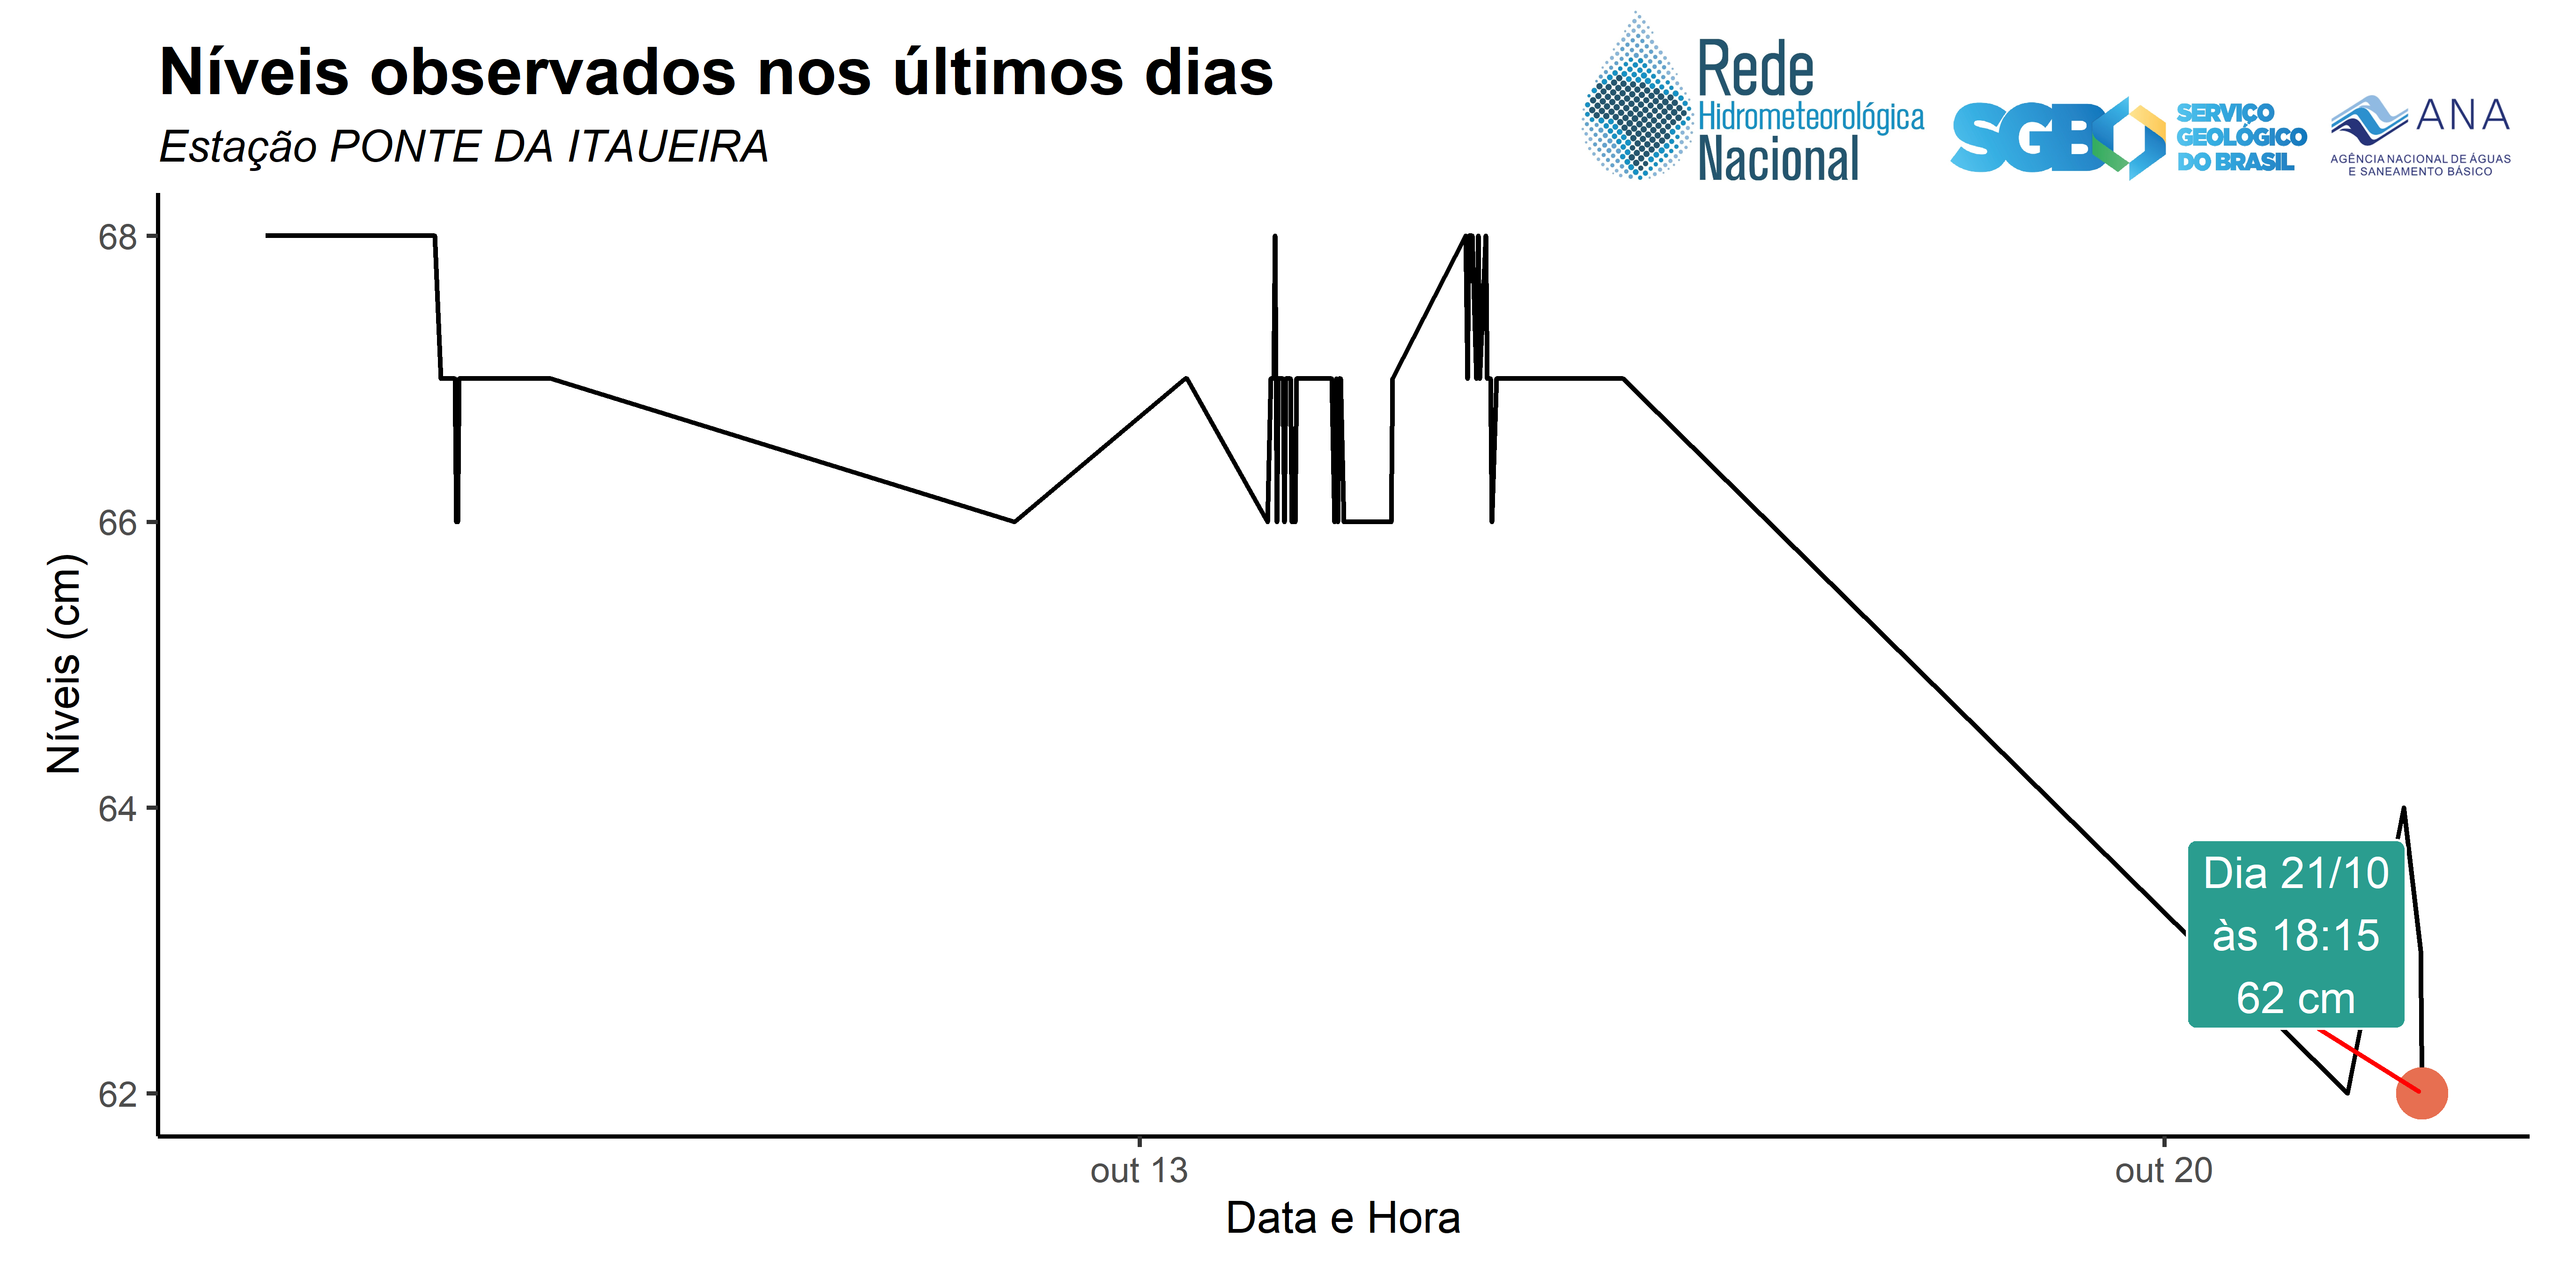 Níveis observados nos últimos dias
Estação PONTE DA ITAUEIRA
Rede
Hidrometeorológica
Nacional
SGB
SERVIÇO
GEOLÓGICO
DO BRASIL
ANA
AGÊNCIA NACIONAL DE ÁGUAS
E SANEAMENTO BÁSICO
Níveis (cm)
68
66
64
62
Dia 21/10
às 18:15
62 cm
out 13
out 20
Data e Hora